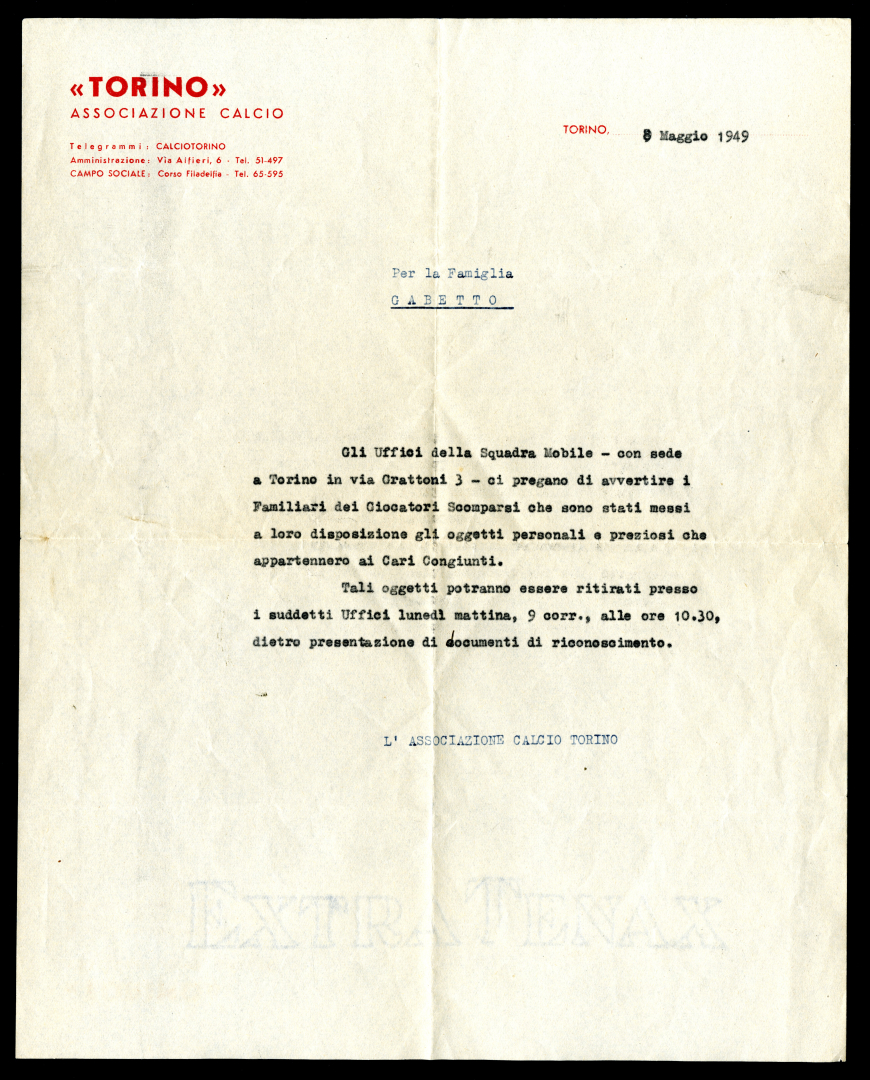 «TORINO»
ASSOCIAZIONE CALCIO
Telegrammi: CALCIOTORINO
Amministrazione: Via Alfieri, 6 - Tel. 51-497
CAMPO SOCIALE: Corso Filadelfia - Tel. 65-595
TORINO, 8 Maggio 1949
Per la Famiglia
GABETTO
Gli Uffici della Squadra Mobile - con sede
a Torino in via Grattoni 3 - ci pregano di avvertire i
Familiari dei Giocatori Scomparsi che sono stati messi
a loro disposizione gli oggetti personali e preziosi che
appartennero ai Cari Congiunti.
Tali oggetti potranno essere ritirati presso
i suddetti Uffici lunedì mattina, 9 corr., alle ore 10.30,
dietro presentazione di documenti di riconoscimento.
L' ASSOCIAZIONE CALCIO TORINO
EXTRA TENAX